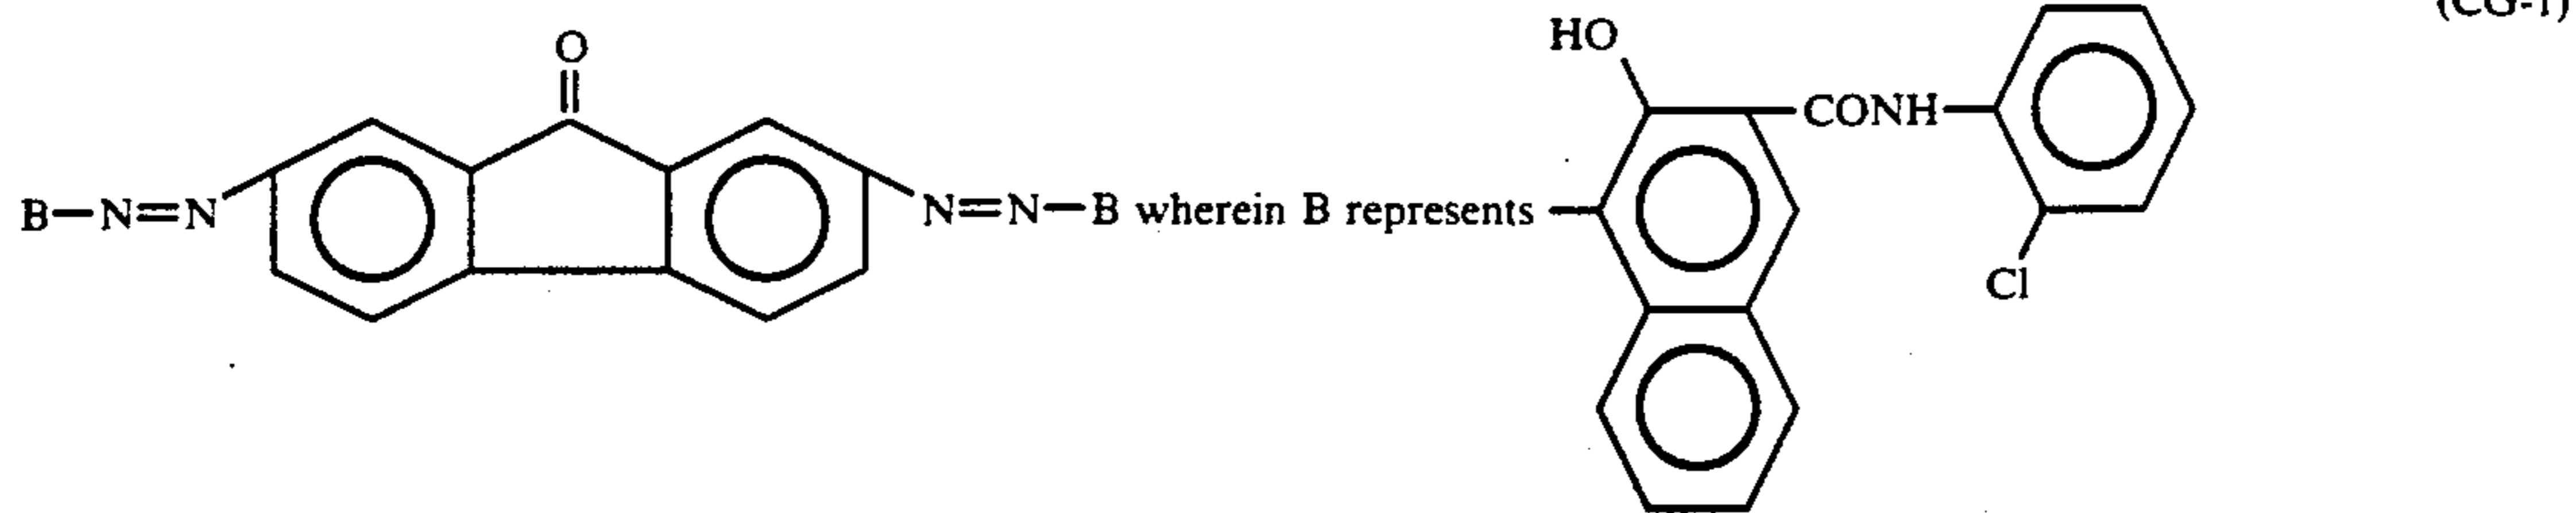 (CG-1)
O
HO
CONH
B—N=N
N=N—B wherein B represents
Cl